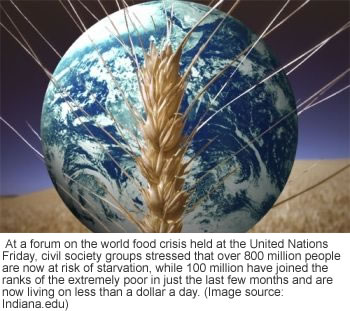 At a forum on the world food crisis held at the United Nations
Friday, civil society groups stressed that over 800 million people
are now at risk of starvation, while 100 million have joined the
ranks of the extremely poor in just the last few months and are
now living on less than a dollar a day. (Image source:
Indiana.edu)